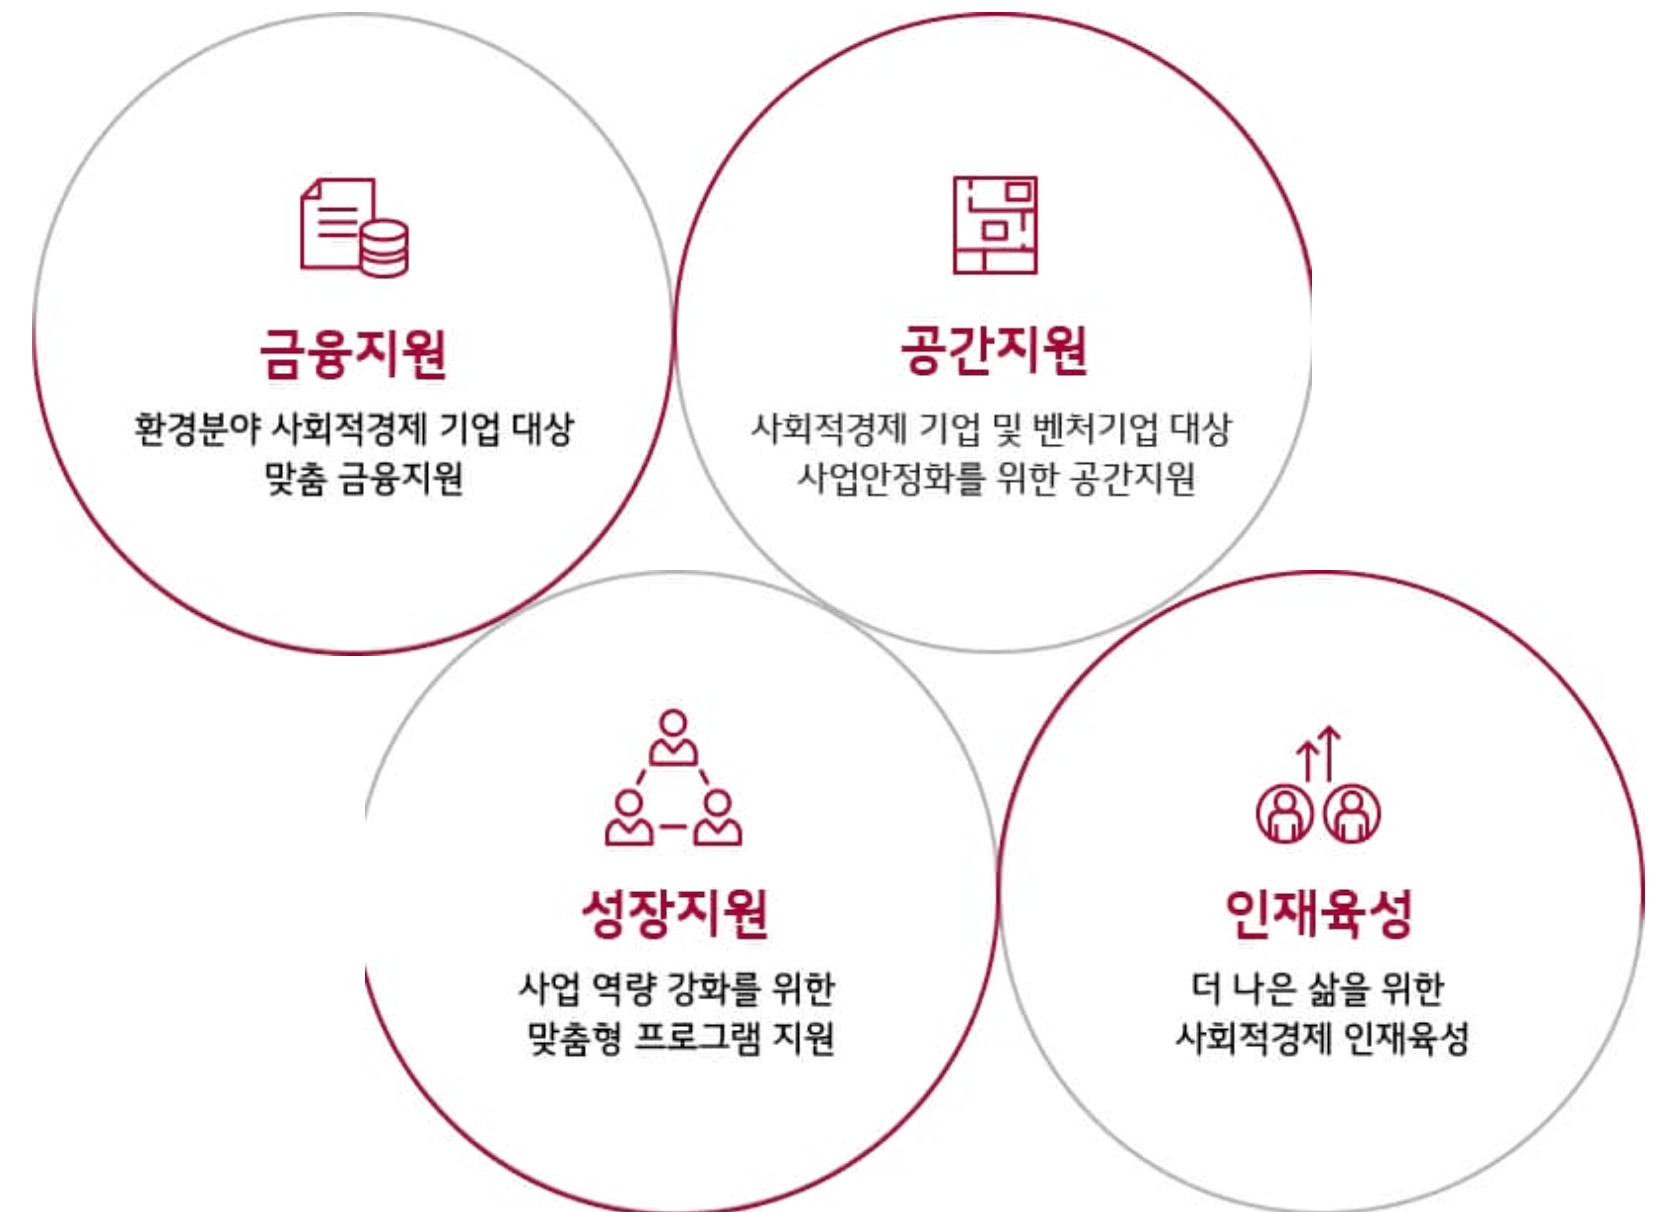 금융지원
환경분야 사회적경제 기업 대상
맞춤 금융지원
공간지원
사회적경제 기업 및 벤처기업 대상
사업안정화를 위한 공간지원
성장지원
사업 역량 강화를 위한
맞춤형 프로그램 지원
인재육성
더 나은 삶을 위한
사회적경제 인재육성